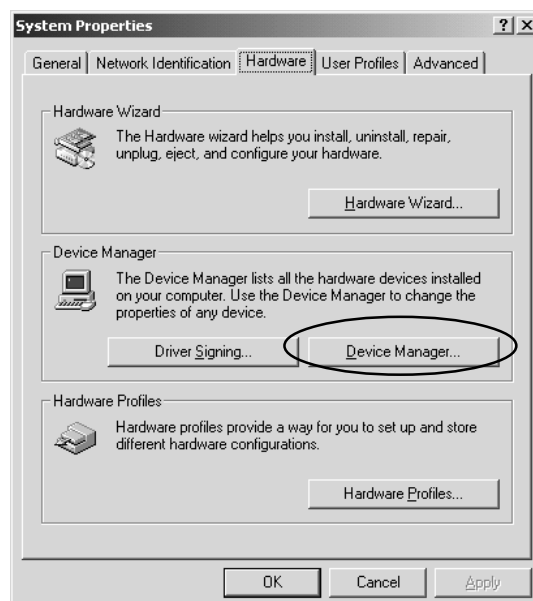 System Properties
General
Network Identification
Hardware
User Profiles
Advanced
Hardware Wizard
The Hardware wizard helps you install, uninstall, repair,
unplug, eject, and configure your hardware.
Hardware Wizard...
Device Manager
The Device Manager lists all the hardware devices installed
on your computer. Use the Device Manager to change the
properties of any device.
Driver Signing...
Device Manager...
Hardware Profiles
Hardware profiles provide a way for you to set up and store
different hardware configurations.
Hardware Profiles...
OK
Cancel
Apply